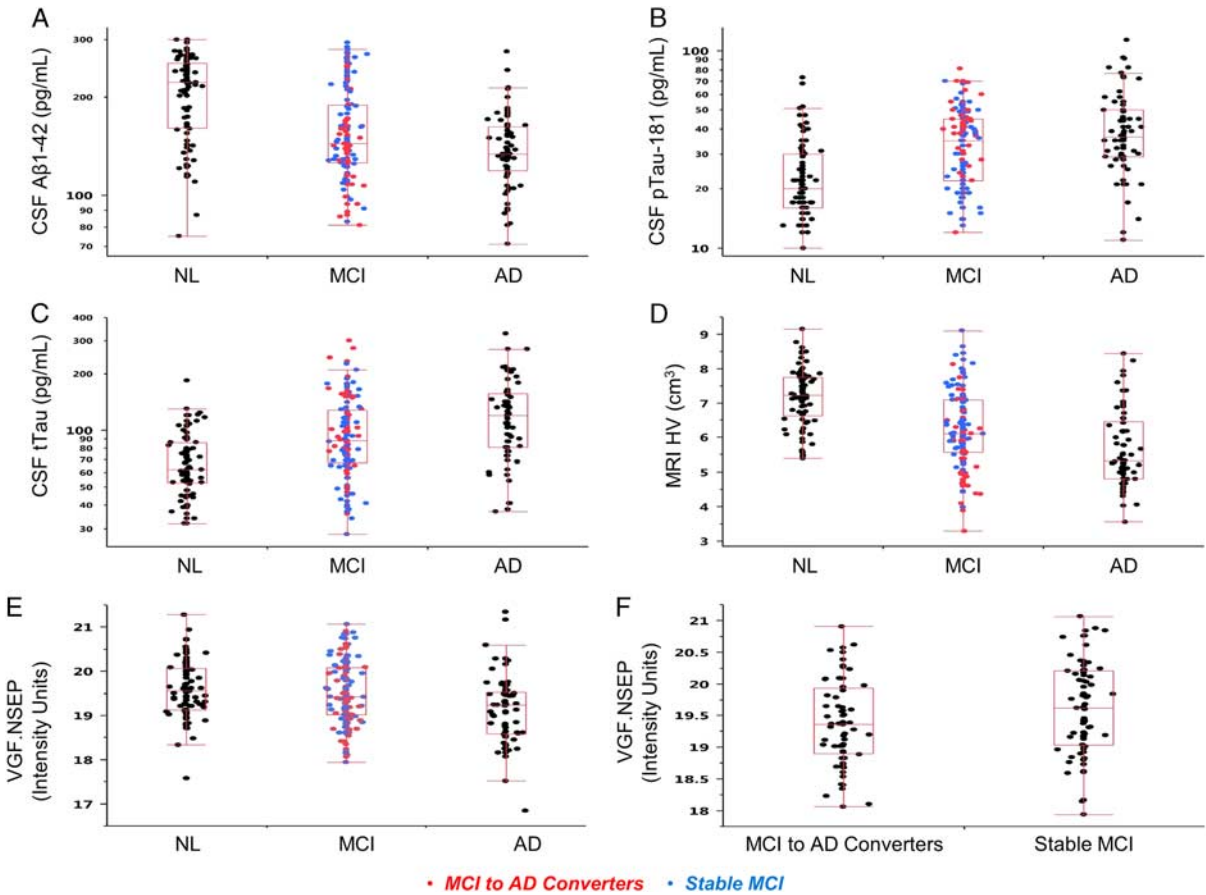 A
CSF Aβ1-42 (pg/mL)
300
200
100
90
80
70
NL MCI AD
B
CSF pTau-181 (pg/mL)
100
90
80
70
60
50
40
30
20
10
NL MCI AD
C
CSF tTau (pg/mL)
400
300
200
100
90
80
70
60
50
40
30
NL MCI AD
D
MRI HV (cm³)
9
8
7
6
5
4
3
NL MCI AD
E
VGF.NSEP
(Intensity Units)
21
20
19
18
17
NL MCI AD
F
VGF.NSEP
(Intensity Units)
21
20.5
20
19.5
19
18.5
18
MCI to AD Converters Stable MCI
• MCI to AD Converters • Stable MCI